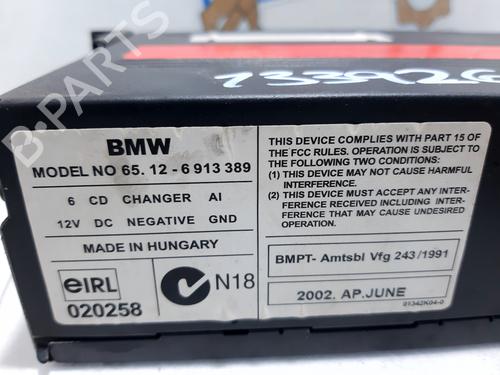 B-PARTS
BMW
MODEL NO 65. 12 - 6 913 389
6 CD CHANGER AI
12V DC NEGATIVE GND
MADE IN HUNGARY
eIRL
020258
N18
THIS DEVICE COMPLIES WITH PART 15 OF
THE FCC RULES. OPERATION IS SUBJECT TO
THE FOLLOWING TWO CONDITIONS:
(1) THIS DEVICE MAY NOT CAUSE HARMFUL
INTERFERENCE.
(2) THIS DEVICE MUST ACCEPT ANY INTER-
FERENCE RECEIVED INCLUDING INTER-
FERENCE THAT MAY CAUSE UNDESIRED
OPERATION.
BMPT- Amtsbl Vfg 243/1991
2002. AP.JUNE
01342K04-0